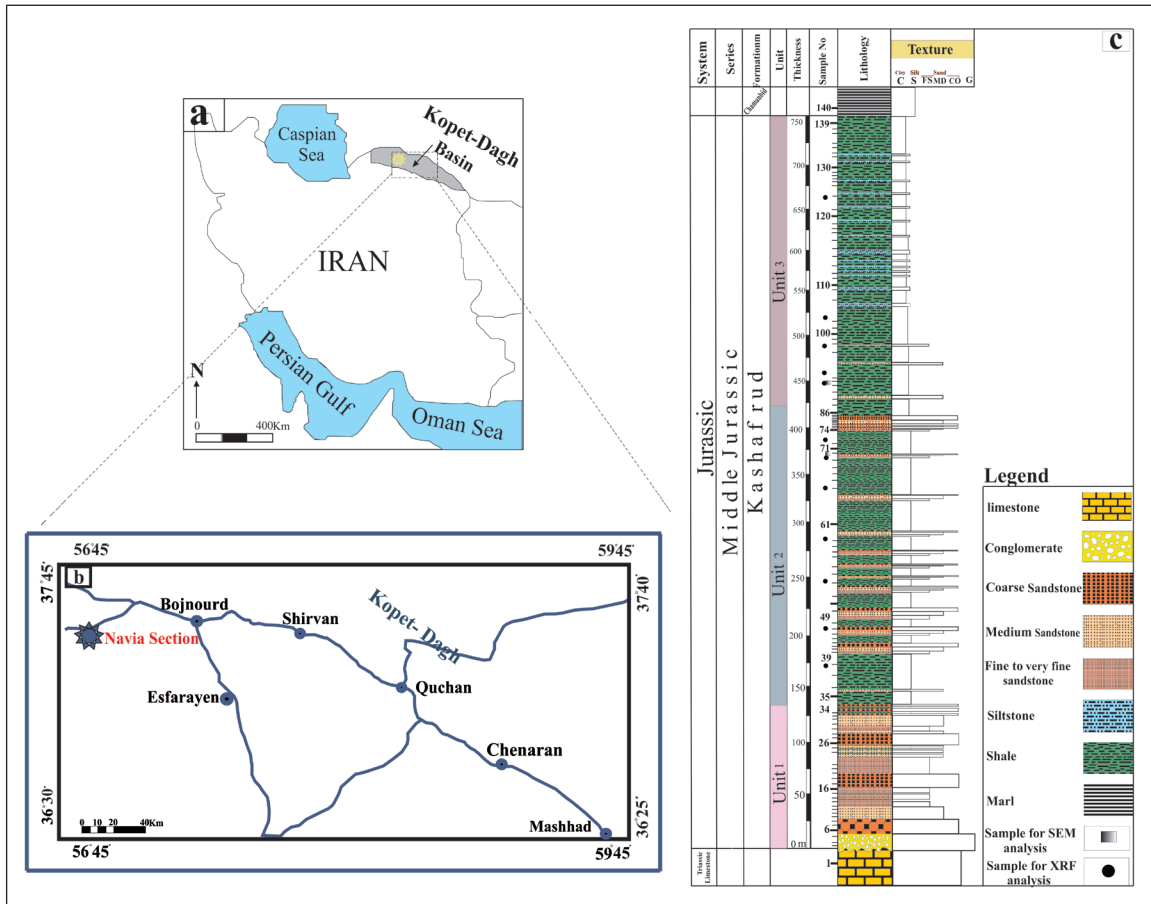 a
Caspian
Sea
Kopet-Dagh
Basin
IRAN
Persian Gulf
Oman Sea
N
0 400Km
56°45 59°45
37°45
37°40
b
Bojnourd
Shirvan
Kopet- Dagh
Navia Section
Esfarayen
Quchan
Chenaran
Mashhad
36°30
36°25
0 10 20 40Km
56°45 59°45
c
System
Series
Formationm
Unit
Thickness
Sample No
Lithology
Texture
Clay Silt Sand
C S FS MD CO G
Chamanbid
Jurassic
Middle Jurassic
Kashafrud
Triassic
Limestone
Unit 3
Unit 2
Unit 1
750
700
650
600
550
500
450
400
350
300
250
200
150
100
50
0 m
140
139
130
120
110
100
86
74
71
61
49
39
35
34
26
16
6
1
Legend
limestone
Conglomerate
Coarse Sandstone
Medium Sandstone
Fine to very fine
sandstone
Siltstone
Shale
Marl
Sample for SEM
analysis
Sample for XRF
analysis